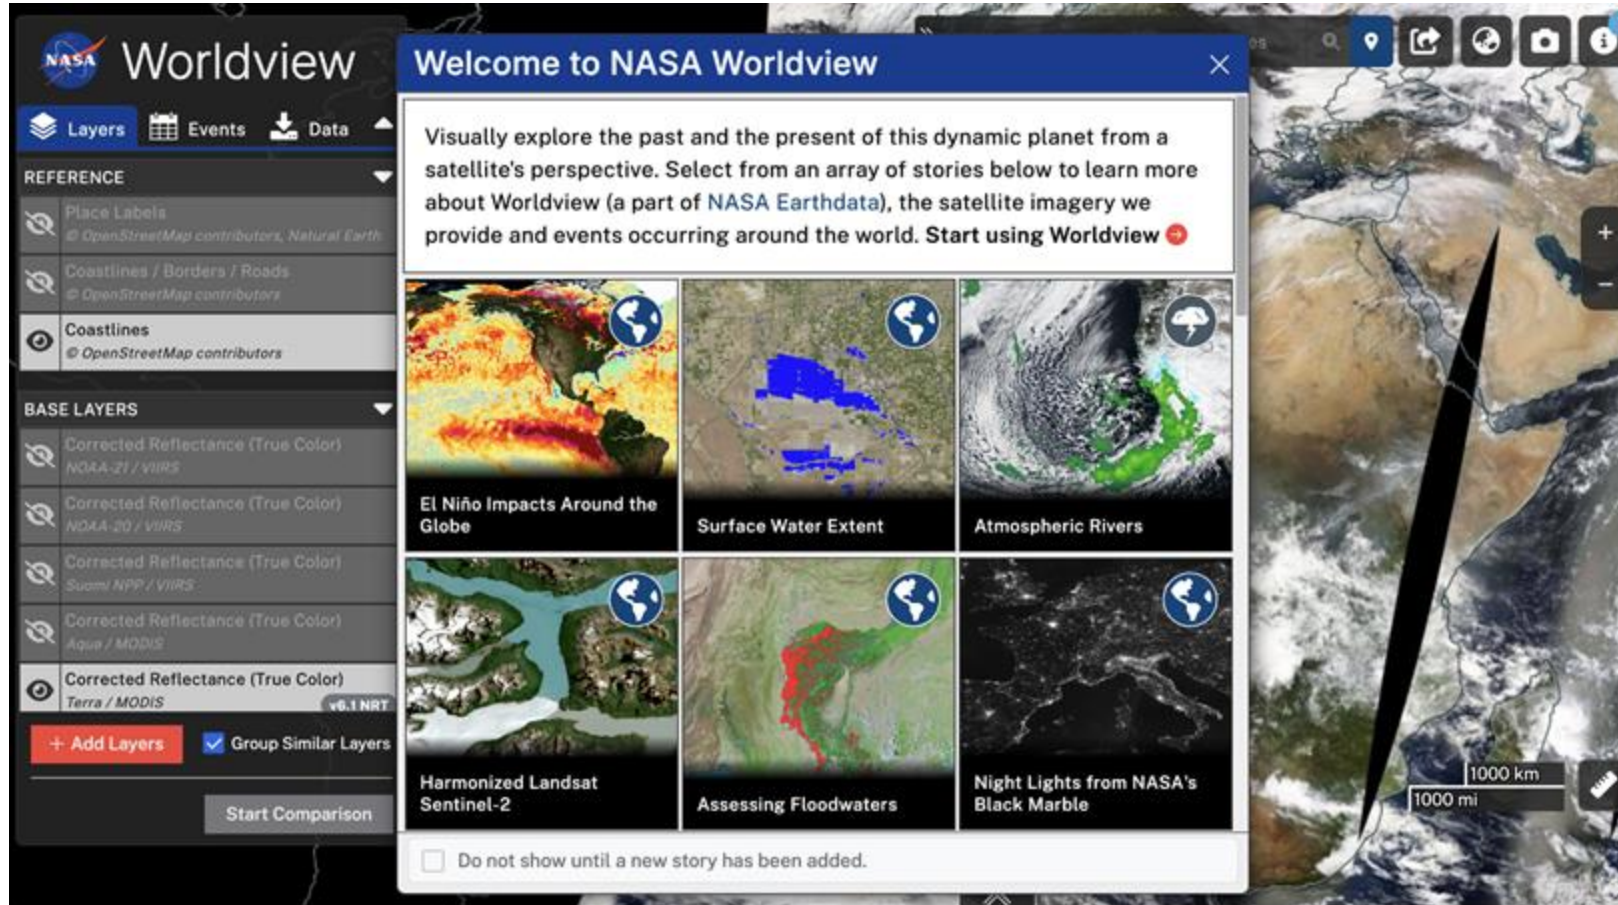 NASA Worldview
Layers
Events
Data
REFERENCE
Place Labels
© OpenStreetMap contributors, Natural Earth
Coastlines / Borders / Roads
© OpenStreetMap contributors
Coastlines
© OpenStreetMap contributors
BASE LAYERS
Corrected Reflectance (True Color)
NOAA-21 / VIIRS
Corrected Reflectance (True Color)
NOAA-20 / VIIRS
Corrected Reflectance (True Color)
Suomi NPP / VIIRS
Corrected Reflectance (True Color)
Aqua / MODIS
Corrected Reflectance (True Color)
Terra / MODIS
v6.1 NRT
+ Add Layers
Group Similar Layers
Start Comparison
Welcome to NASA Worldview
Visually explore the past and the present of this dynamic planet from a
satellite's perspective. Select from an array of stories below to learn more
about Worldview (a part of NASA Earthdata), the satellite imagery we
provide and events occurring around the world. Start using Worldview
El Niño Impacts Around the
Globe
Surface Water Extent
Atmospheric Rivers
Harmonized Landsat
Sentinel-2
Assessing Floodwaters
Night Lights from NASA's
Black Marble
Do not show until a new story has been added.
1000 km
1000 mi